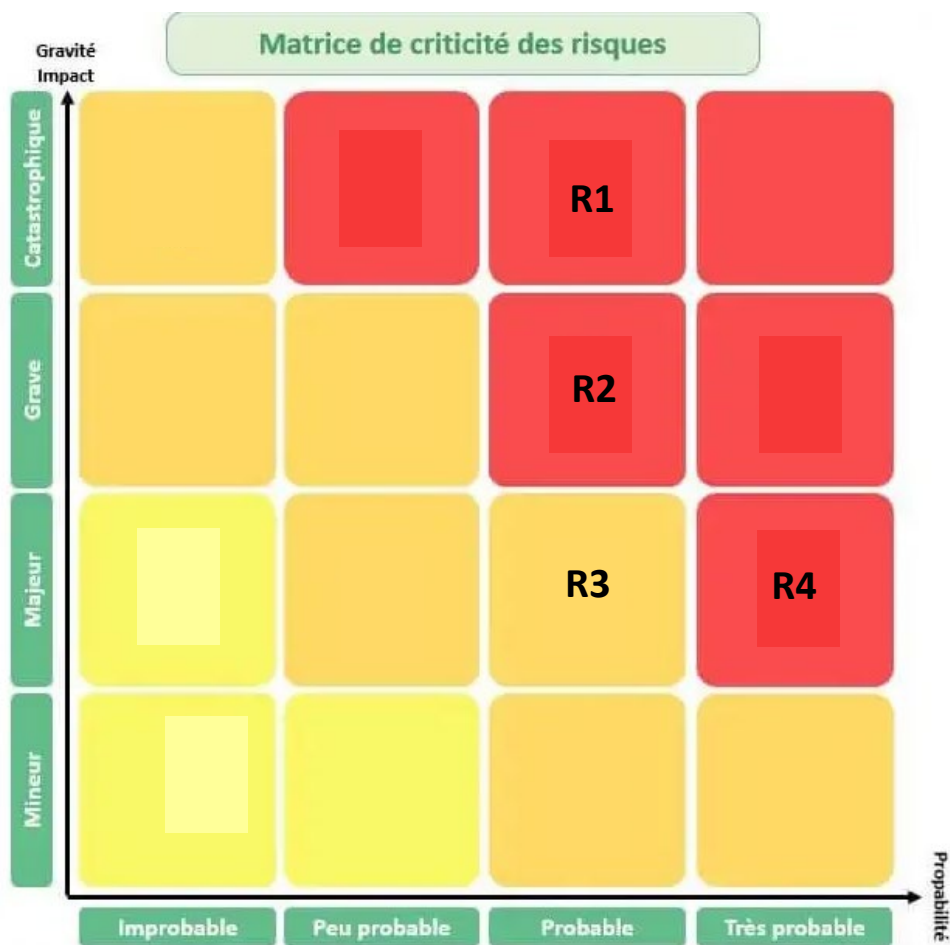 Matrice de criticité des risques
Gravité
Impact
Catastrophique
R1
Grave
R2
Majeur
R3
R4
Mineur
Propabilité
Improbable
Peu probable
Probable
Très probable